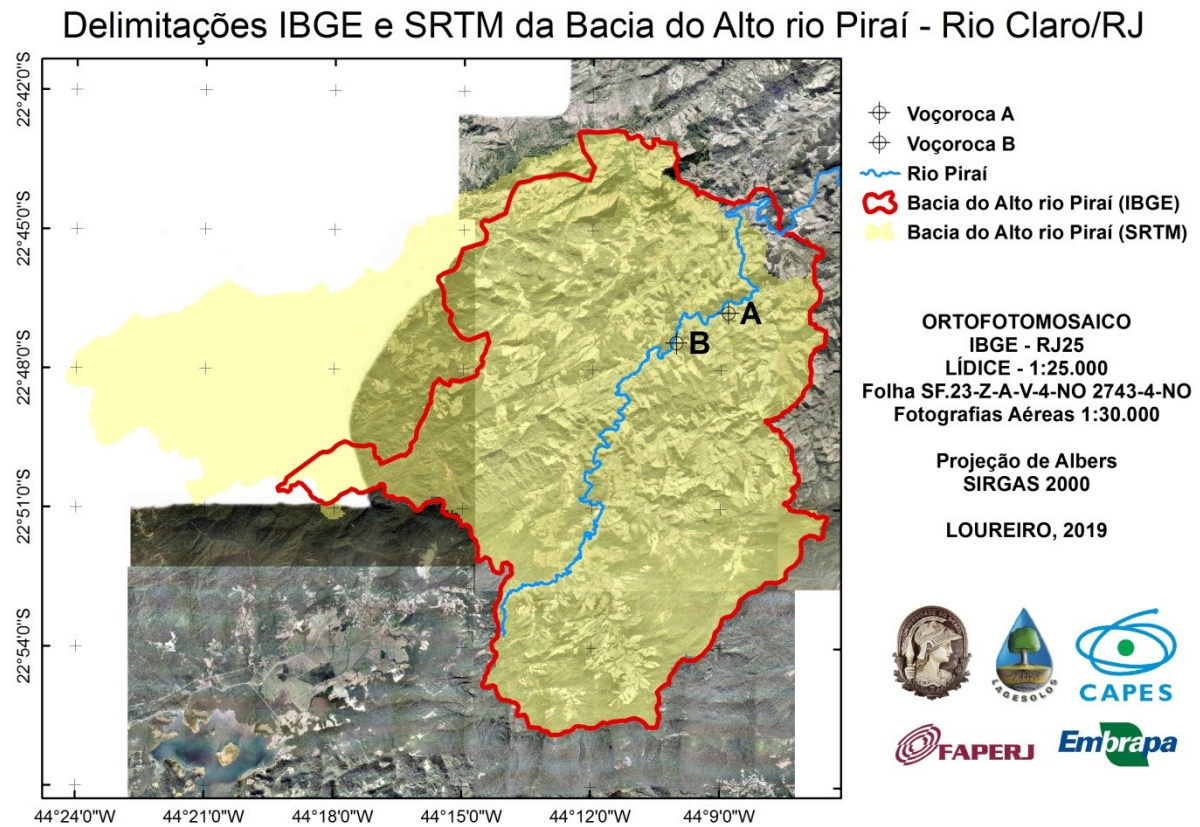 Delimitações IBGE e SRTM da Bacia do Alto rio Piraí - Rio Claro/RJ
22°42'0"S
22°45'0"S
22°48'0"S
22°51'0"S
22°54'0"S
44°24'0"W
44°21'0"W
44°18'0"W
44°15'0"W
44°12'0"W
44°9'0"W
A
B
Voçoroca A
Voçoroca B
Rio Piraí
Bacia do Alto rio Piraí (IBGE)
Bacia do Alto rio Piraí (SRTM)
ORTOFOTOMOSAICO
IBGE - RJ25
LÍDICE - 1:25.000
Folha SF.23-Z-A-V-4-NO 2743-4-NO
Fotografias Aéreas 1:30.000
Projeção de Albers
SIRGAS 2000
LOUREIRO, 2019
LAGESOLOS
CAPES
FAPERJ
Embrapa